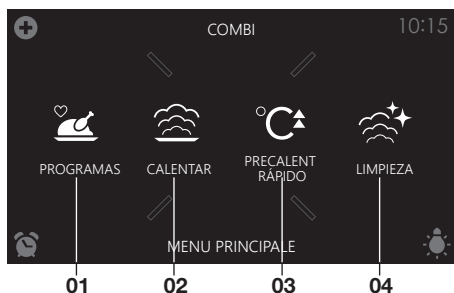 COMBI
10:15
°C
PROGRAMAS
CALENTAR
PRECALENT
RÁPIDO
LIMPIEZA
MENU PRINCIPALE
01
02
03
04